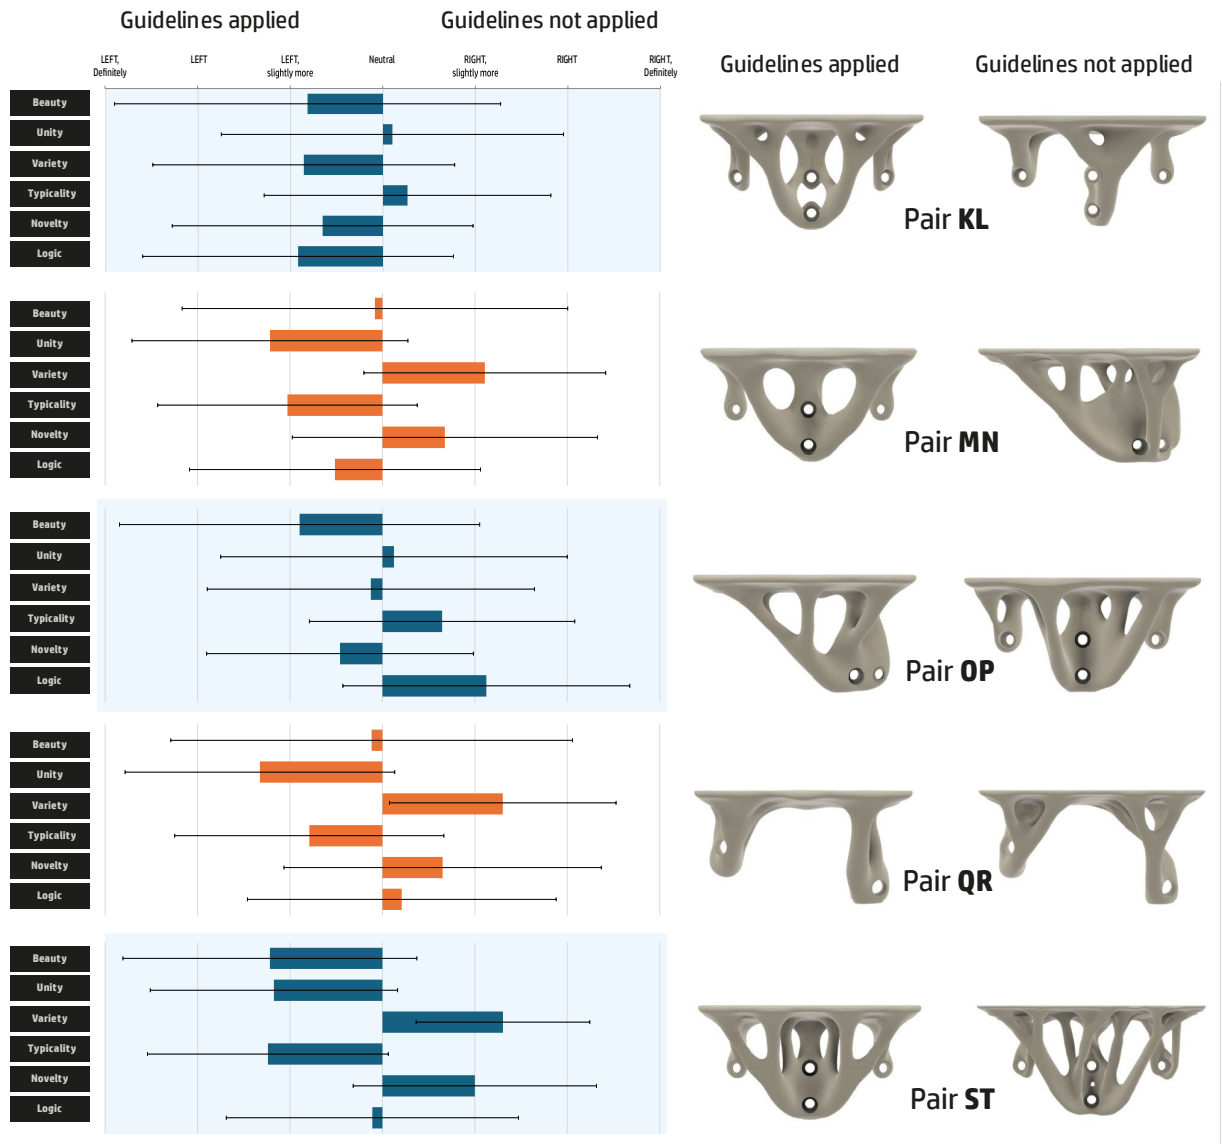 Guidelines applied
Guidelines not applied
LEFT,
Definitely
LEFT
LEFT,
slightly more
Neutral
RIGHT,
slightly more
RIGHT
RIGHT,
Definitely
Guidelines applied
Guidelines not applied
Beauty
Unity
Variety
Typicality
Novelty
Logic
Pair KL
Beauty
Unity
Variety
Typicality
Novelty
Logic
Pair MN
Beauty
Unity
Variety
Typicality
Novelty
Logic
Pair OP
Beauty
Unity
Variety
Typicality
Novelty
Logic
Pair QR
Beauty
Unity
Variety
Typicality
Novelty
Logic
Pair ST